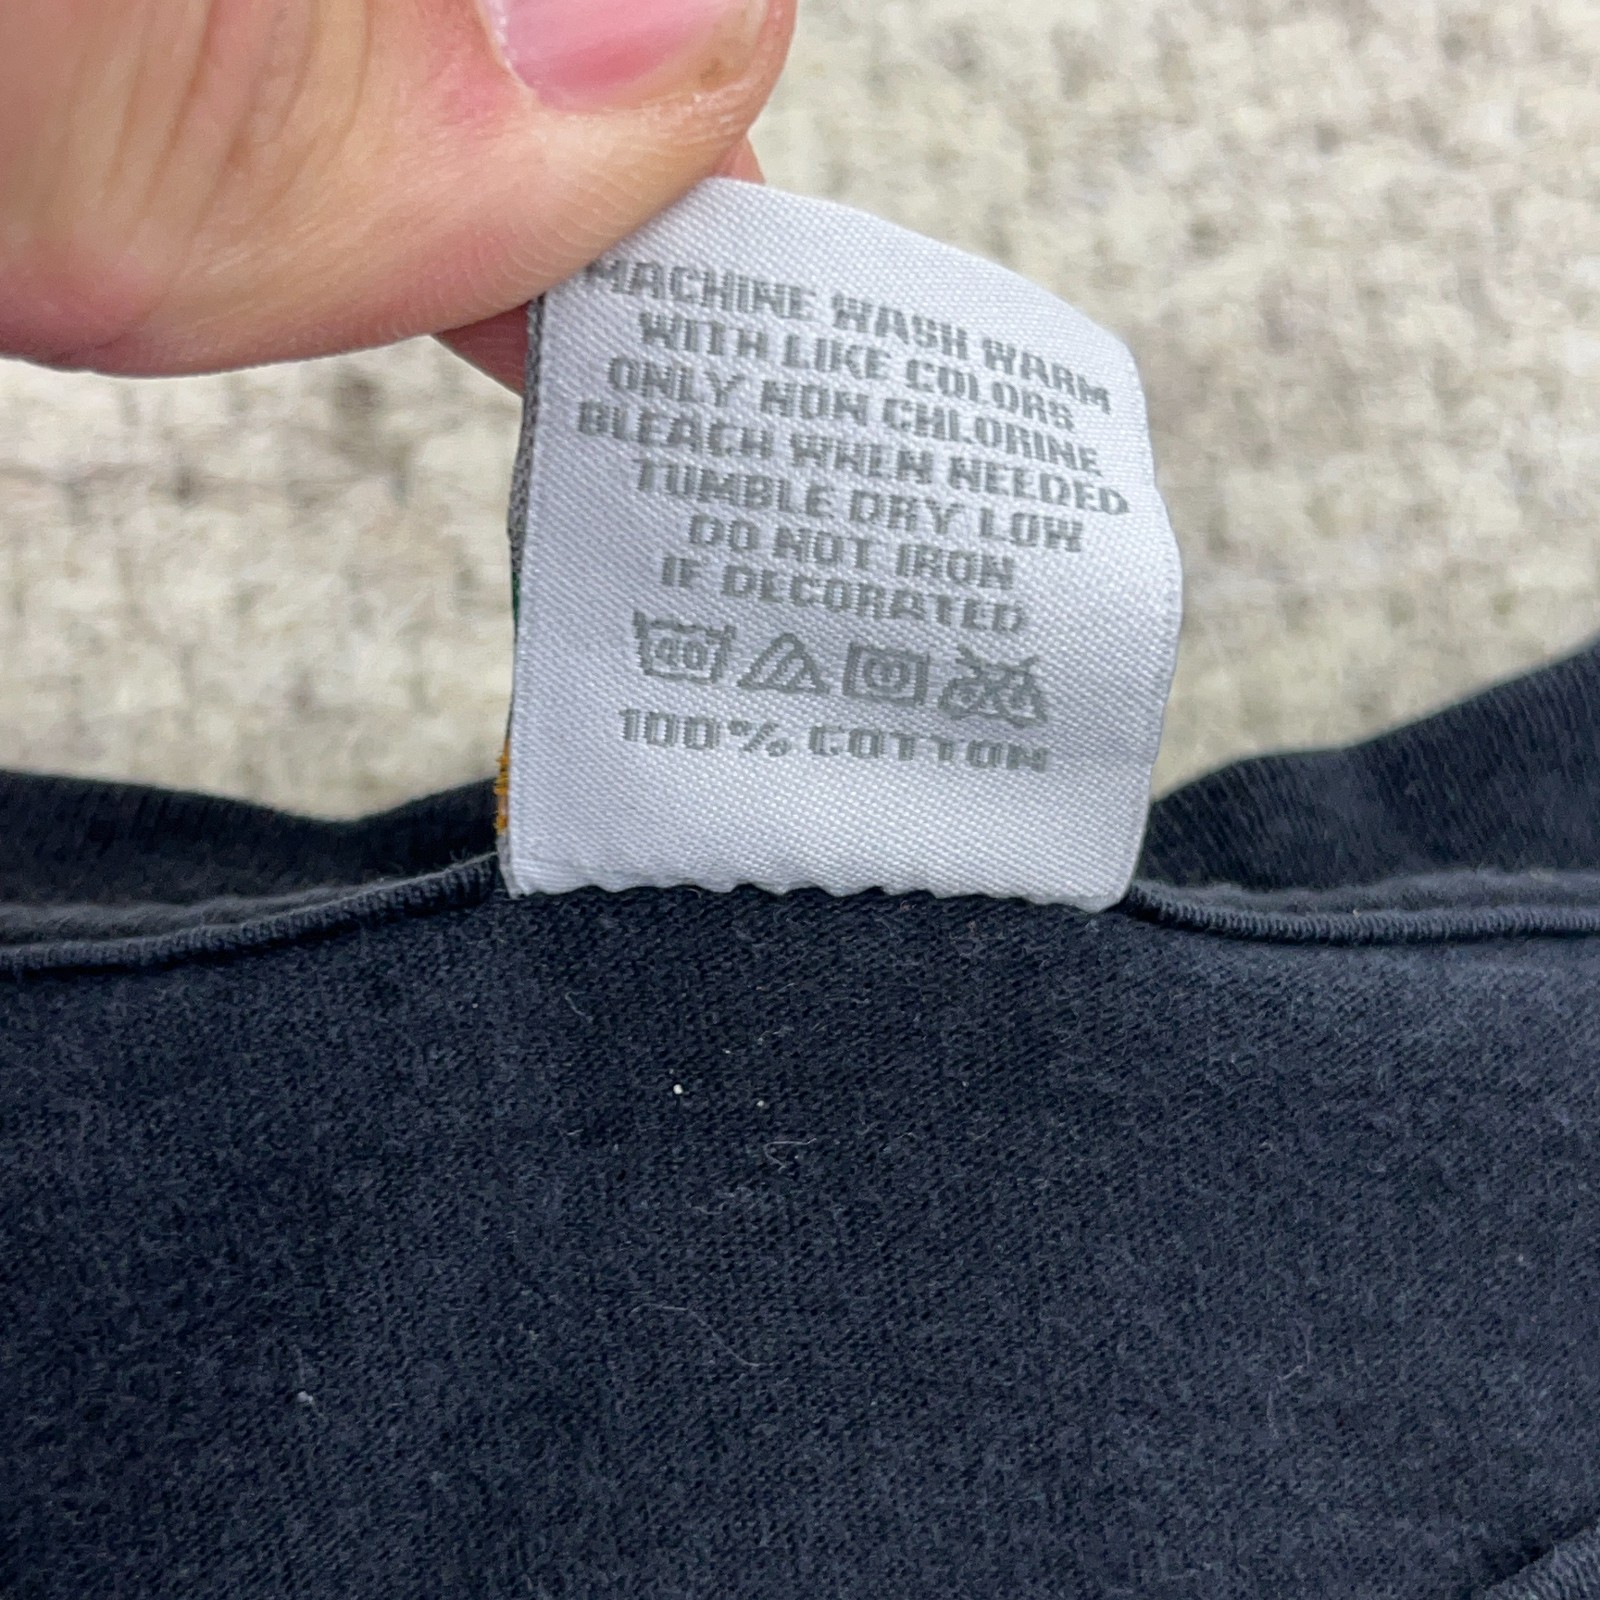 MACHINE WASH WARM
WITH LIKE COLORS
ONLY NON CHLORINE
BLEACH WHEN NEEDED
TUMBLE DRY LOW
DO NOT IRON
IF DECORATED
40
100% COTTON